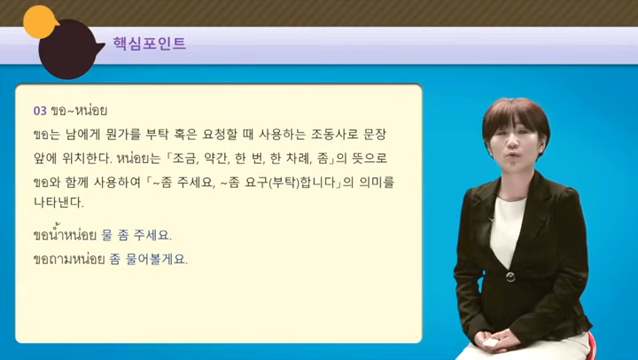 핵심포인트
03 ขอ~หน่อย
ขอ는 남에게 뭔가를 부탁 혹은 요청할 때 사용하는 조동사로 문장
앞에 위치한다. หน่อย는 「조금, 약간, 한 번, 한 차례, 좀」의 뜻으로
ขอ와 함께 사용하여 「~좀 주세요, ~좀 요구(부탁)합니다」의 의미를
나타낸다.
ขอน้ำหน่อย 물 좀 주세요.
ขอถามหน่อย 좀 물어볼게요.